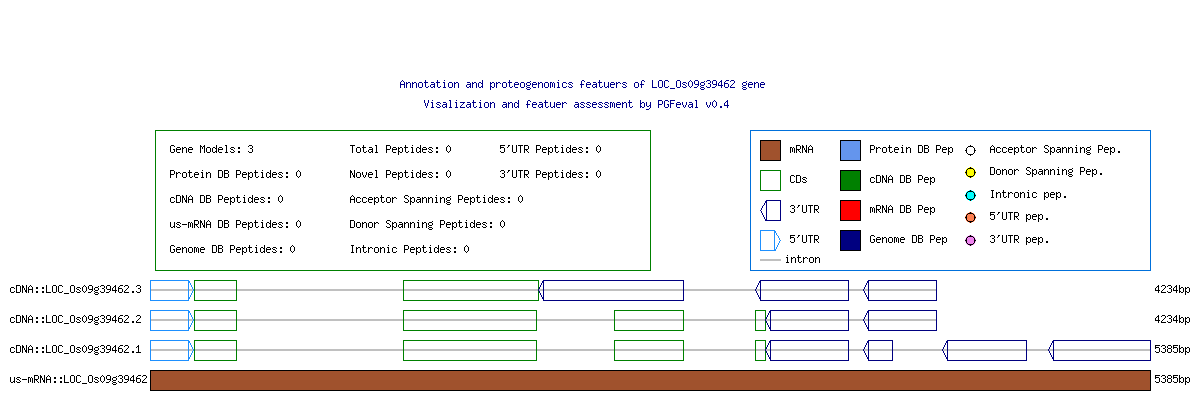 Annotation and proteogenomics featuers of LOC_Os09g39462 gene
Visalization and featuer assessment by PGFeval v0.4
Gene Models: 3 Total Peptides: 0 5'UTR Peptides: 0
Protein DB Peptides: 0 Novel Peptides: 0 3'UTR Peptides: 0
cDNA DB Peptides: 0 Acceptor Spanning Peptides: 0
us-mRNA DB Peptides: 0 Donor Spanning Peptides: 0
Genome DB Peptides: 0 Intronic Peptides: 0
mRNA Protein DB Pep Acceptor Spanning Pep.
CDs cDNA DB Pep Donor Spanning Pep.
3'UTR mRNA DB Pep Intronic pep.
5'UTR Genome DB Pep 5'UTR pep.
intron 3'UTR pep.
cDNA::LOC_Os09g39462.3 4234bp
cDNA::LOC_Os09g39462.2 4234bp
cDNA::LOC_Os09g39462.1 5385bp
us-mRNA::LOC_Os09g39462 5385bp